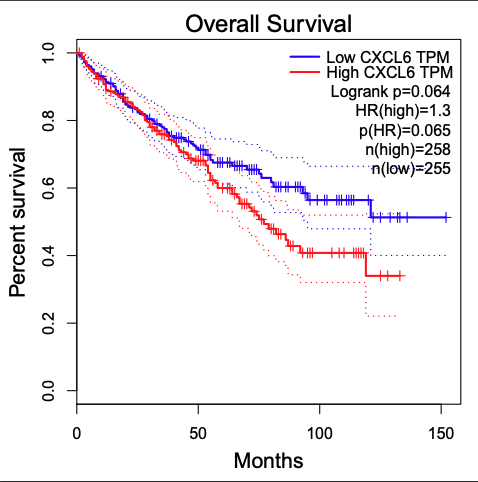 Overall Survival
Low CXCL6 TPM
High CXCL6 TPM
Logrank p=0.064
HR(high)=1.3
p(HR)=0.065
n(high)=258
n(low)=255
Percent survival
1.0
0.8
0.6
0.4
0.2
0.0
0 50 100 150
Months